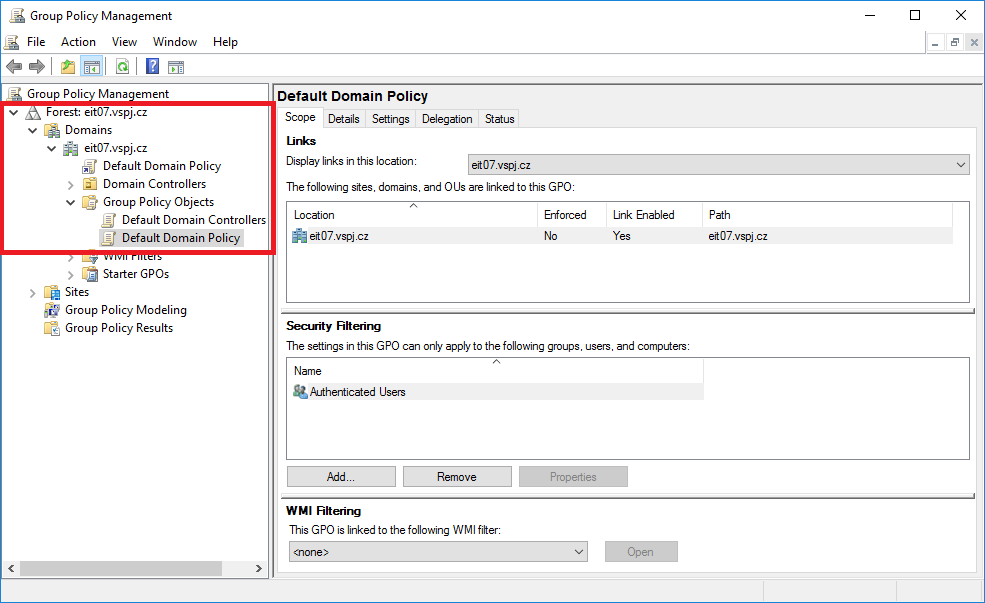 Group Policy Management
File Action View Window Help
Group Policy Management
Forest: eit07.vspj.cz
Domains
eit07.vspj.cz
Default Domain Policy
Domain Controllers
Group Policy Objects
Default Domain Controllers
Default Domain Policy
WMI Filters
Starter GPOs
Sites
Group Policy Modeling
Group Policy Results
Default Domain Policy
Scope Details Settings Delegation Status
Links
Display links in this location: eit07.vspj.cz
The following sites, domains, and OUs are linked to this GPO:
Location Enforced Link Enabled Path
eit07.vspj.cz No Yes eit07.vspj.cz
Security Filtering
The settings in this GPO can only apply to the following groups, users, and computers:
Name
Authenticated Users
Add... Remove Properties
WMI Filtering
This GPO is linked to the following WMI filter:
<none> Open